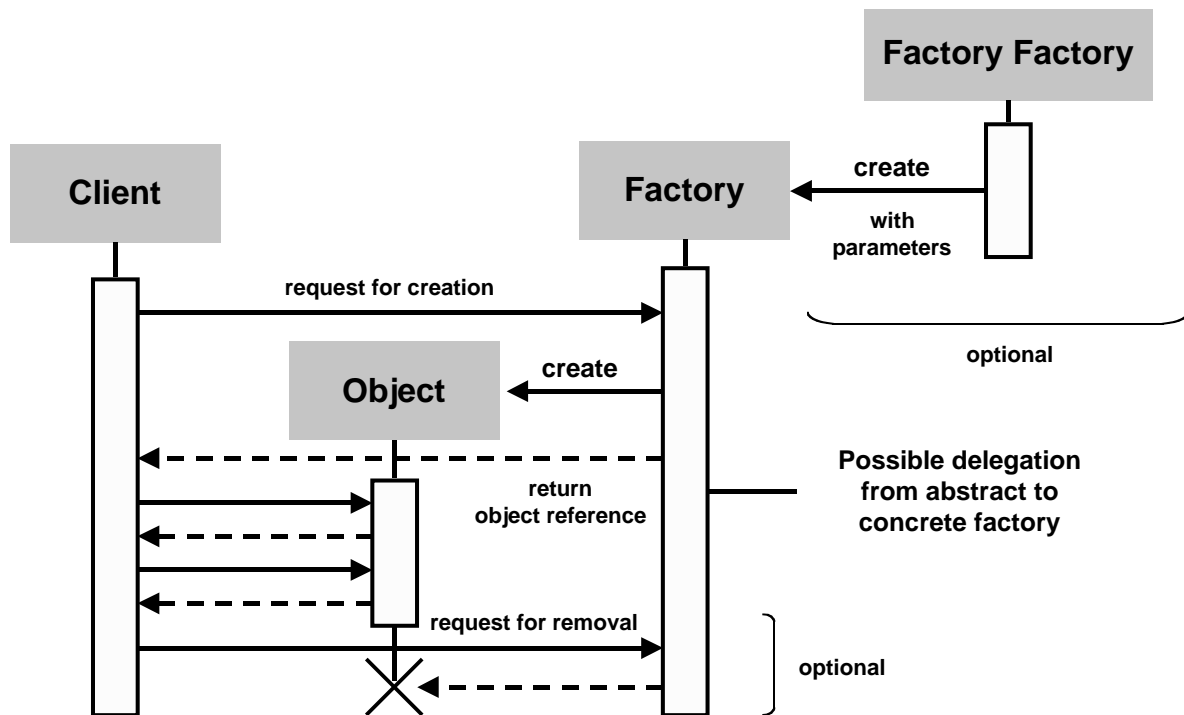 Factory Factory
Client
Factory
create
with
parameters
request for creation
optional
Object
create
return
object reference
Possible delegation
from abstract to
concrete factory
request for removal
optional